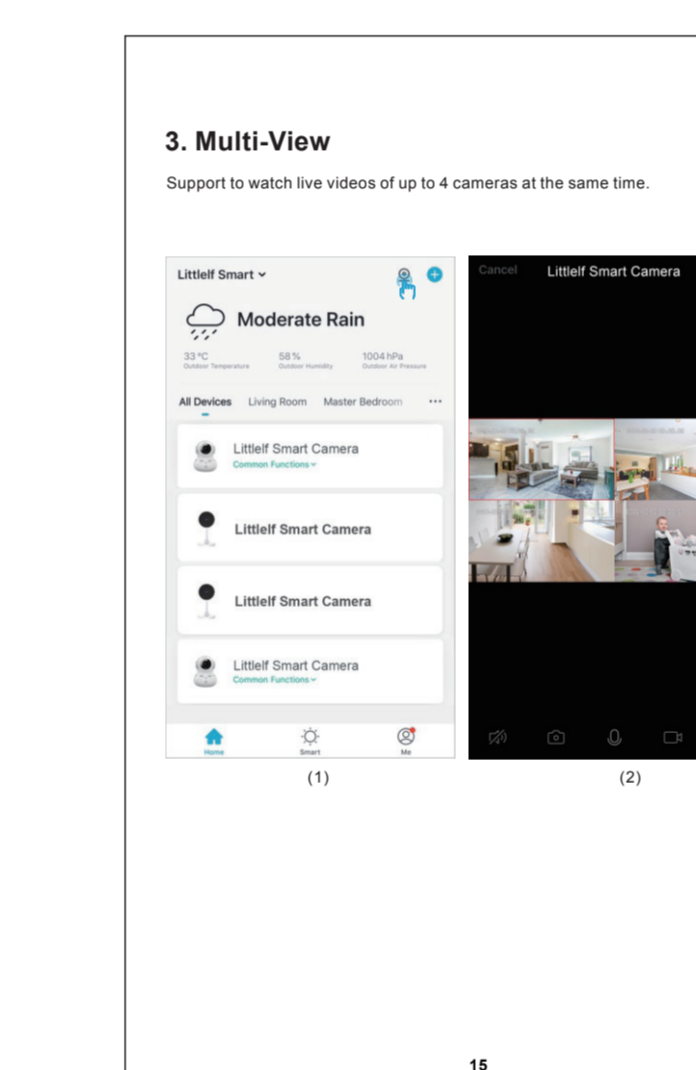 3. Multi-View
Support to watch live videos of up to 4 cameras at the same time.
Littlelf Smart
Moderate Rain
33 °C
58 %
1004 hPa
Outdoor Temperature
Outdoor Humidity
Outdoor Air Pressure
All Devices
Living Room
Master Bedroom
...
Littlelf Smart Camera
Common Functions
Littlelf Smart Camera
Littlelf Smart Camera
Littlelf Smart Camera
Common Functions
Home
Smart
Me
(1)
Cancel
Littlelf Smart Camera
(2)
15